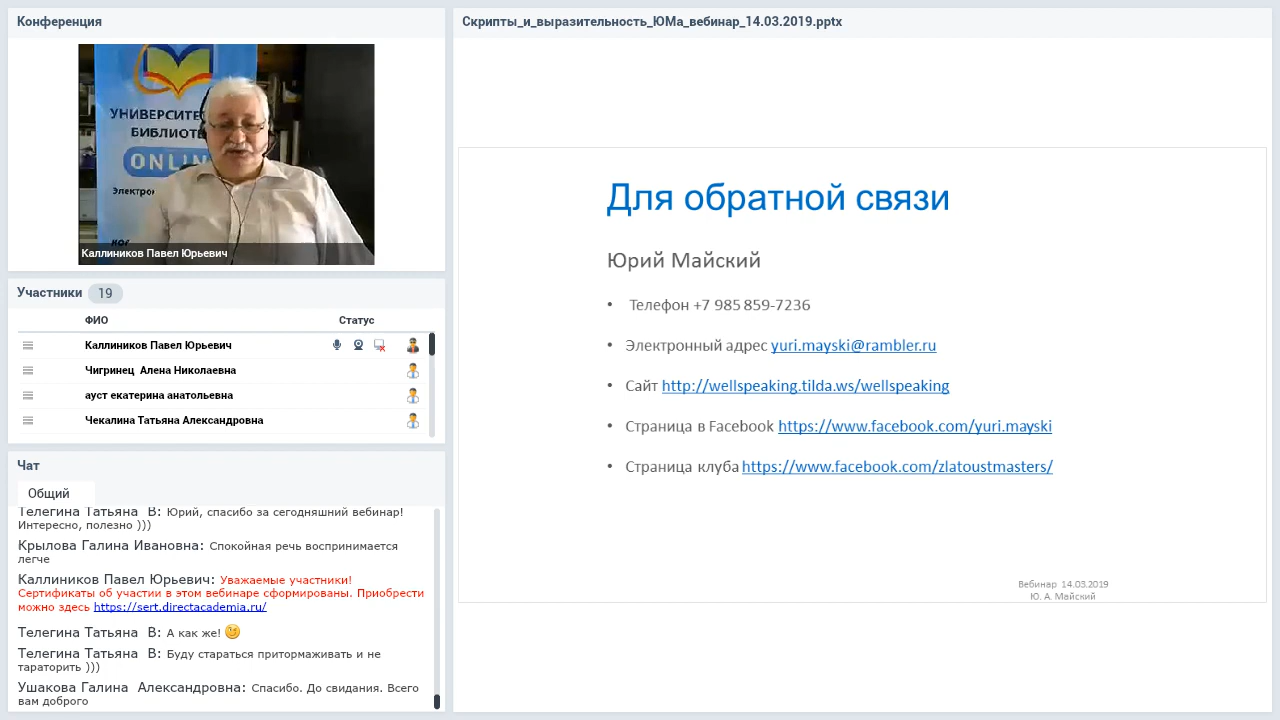 Конференция
УНИВЕРСИТЕ
БИБЛИОТЕ
ONLIN
Электрон
Каллиников Павел Юрьевич
Участники 19
ФИО Статус
Каллиников Павел Юрьевич
Чигринец Алена Николаевна
ауст екатерина анатольевна
Чекалина Татьяна Александровна
Чат
Общий
Телегина Татьяна В: Юрий, спасибо за сегодняшний вебинар!
Интересно, полезно )))
Крылова Галина Ивановна: Спокойная речь воспринимается
легче
Каллиников Павел Юрьевич: Уважаемые участники!
Сертификаты об участии в этом вебинаре сформированы. Приобрести
можно здесь https://sert.directacademia.ru/
Телегина Татьяна В: А как же!
Телегина Татьяна В: Буду стараться притормаживать и не
тараторить )))
Ушакова Галина Александровна: Спасибо. До свидания. Всего
вам доброго
Скрипты_и_выразительность_ЮМа_вебинар_14.03.2019.pptx
Для обратной связи
Юрий Майский
• Телефон +7 985 859-7236
• Электронный адрес yuri.mayski@rambler.ru
• Сайт http://wellspeaking.tilda.ws/wellspeaking
• Страница в Facebook https://www.facebook.com/yuri.mayski
• Страница клуба https://www.facebook.com/zlatoustmasters/
Вебинар 14.03.2019
Ю. А. Майский